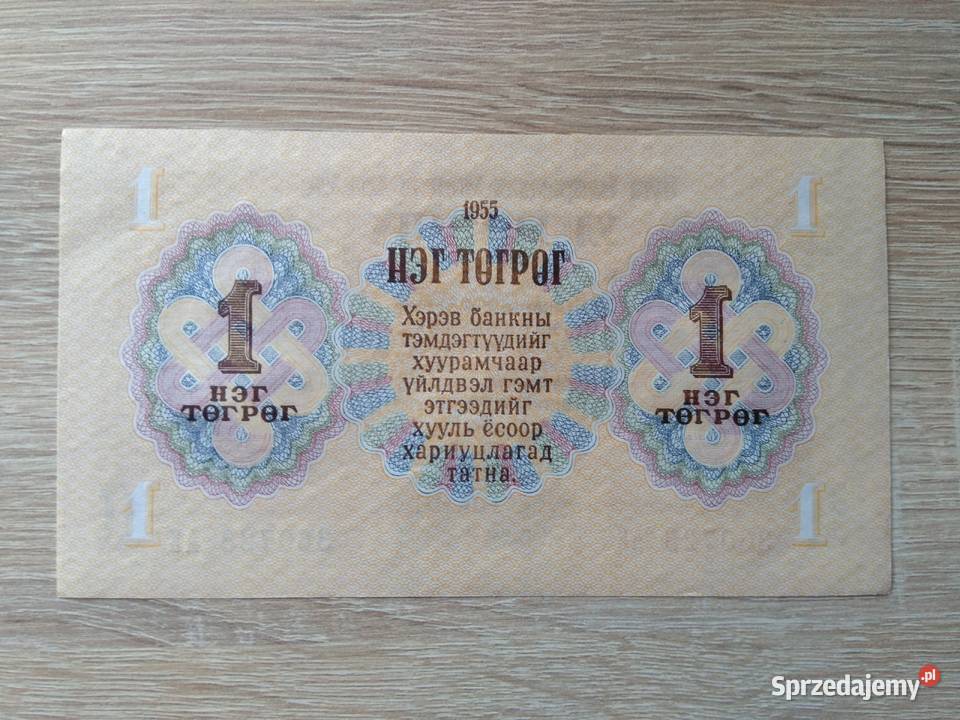 1
1
1955
НЭГ ТӨГРӨГ
Хэрэв банкны
тэмдэгтүүдийг
хуурамчаар
үйлдвэл гэмт
этгээдийг
хууль ёсоор
хариуцлагад
татна.
1
НЭГ
ТӨГРӨГ
1
НЭГ
ТӨГРӨГ
1
1
Sprzedajemy.pl